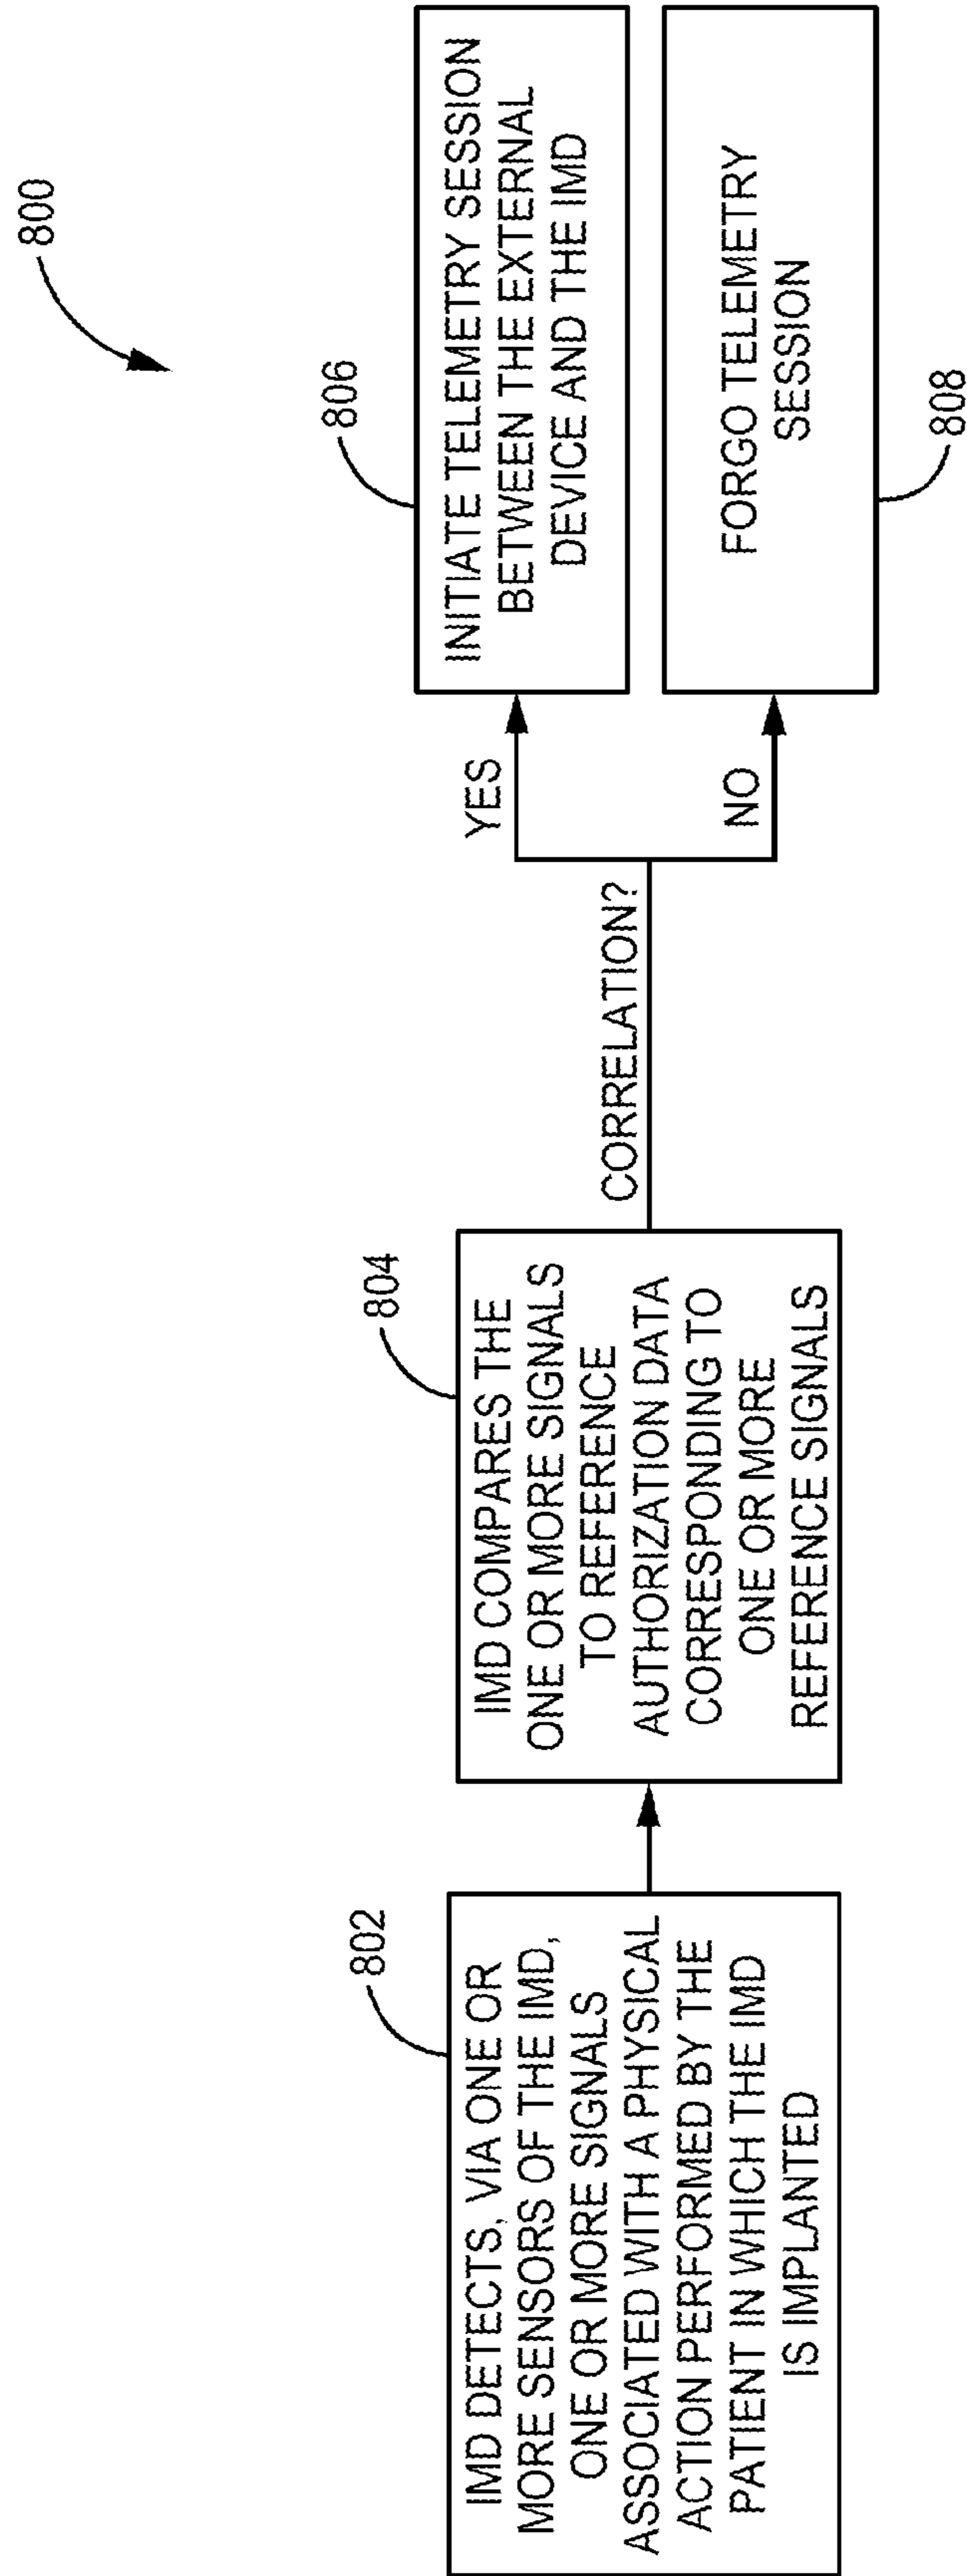 800
802
IMD DETECTS, VIA ONE OR
MORE SENSORS OF THE IMD,
ONE OR MORE SIGNALS
ASSOCIATED WITH A PHYSICAL
ACTION PERFORMED BY THE
PATIENT IN WHICH THE IMD
IS IMPLANTED
804
IMD COMPARES THE
ONE OR MORE SIGNALS
TO REFERENCE
AUTHORIZATION DATA
CORRESPONDING TO
ONE OR MORE
REFERENCE SIGNALS
CORRELATION?
YES
806
INITIATE TELEMETRY SESSION
BETWEEN THE EXTERNAL
DEVICE AND THE IMD
NO
FORGO TELEMETRY
SESSION
808